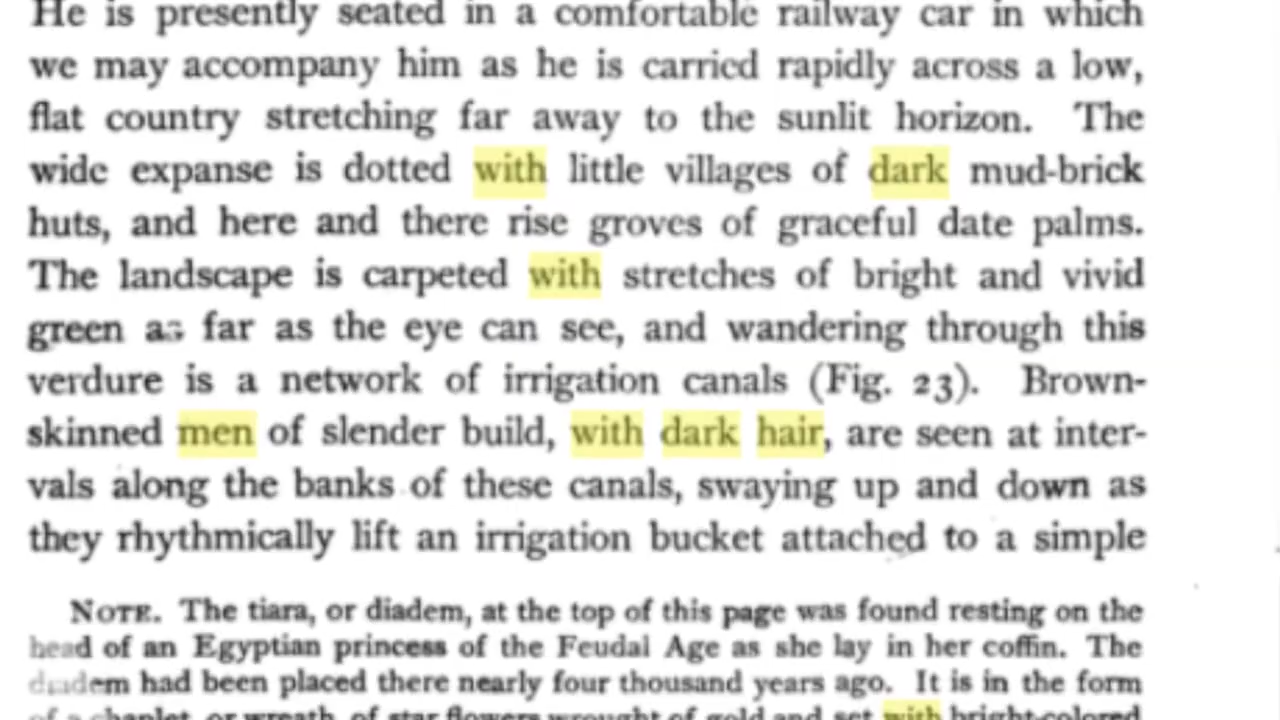 He is presently seated in a comfortable railway car in which
we may accompany him as he is carried rapidly across a low,
flat country stretching far away to the sunlit horizon. The
wide expanse is dotted with little villages of dark mud-brick
huts, and here and there rise groves of graceful date palms.
The landscape is carpeted with stretches of bright and vivid
green as far as the eye can see, and wandering through this
verdure is a network of irrigation canals (Fig. 23). Brown-
skinned men of slender build, with dark hair, are seen at inter-
vals along the banks of these canals, swaying up and down as
they rhythmically lift an irrigation bucket attached to a simple
NOTE. The tiara, or diadem, at the top of this page was found resting on the
head of an Egyptian princess of the Feudal Age as she lay in her coffin. The
diadem had been placed there nearly four thousand years ago. It is in the form
of a chaplet, or wreath, of star flowers wrought of gold and set with bright-colored